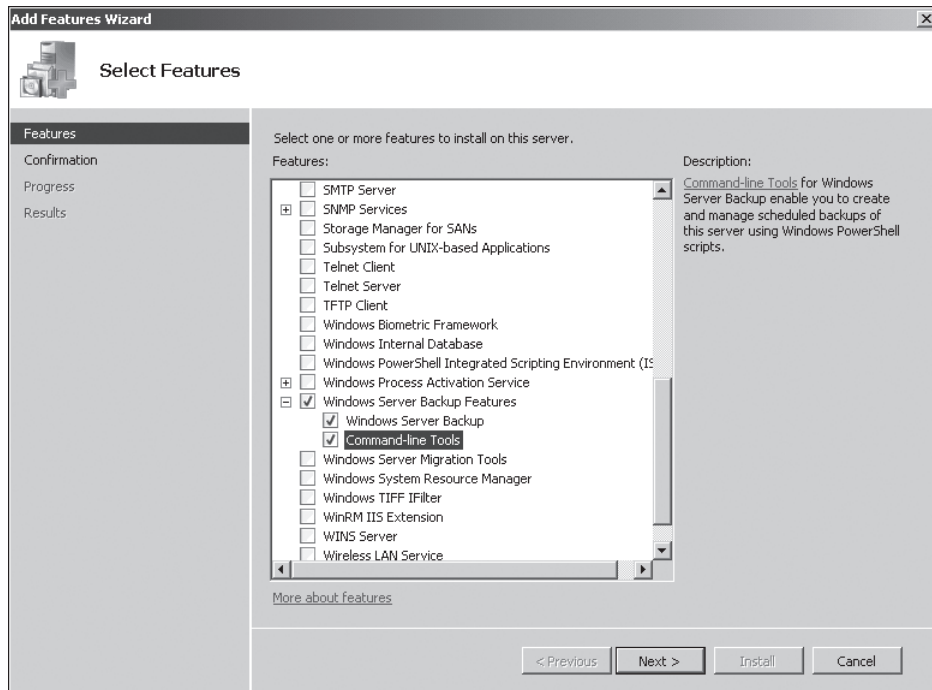 Add Features Wizard
Select Features
Features
Confirmation
Progress
Results
Select one or more features to install on this server.
Features:
SMTP Server
SNMP Services
Storage Manager for SANs
Subsystem for UNIX-based Applications
Telnet Client
Telnet Server
TFTP Client
Windows Biometric Framework
Windows Internal Database
Windows PowerShell Integrated Scripting Environment (IS
Windows Process Activation Service
Windows Server Backup Features
Windows Server Backup
Command-line Tools
Windows Server Migration Tools
Windows System Resource Manager
Windows TIFF IFilter
WinRM IIS Extension
WINS Server
Wireless LAN Service
More about features
Description:
Command-line Tools for Windows
Server Backup enable you to create
and manage scheduled backups of
this server using Windows PowerShell
scripts.
< Previous
Next >
Install
Cancel